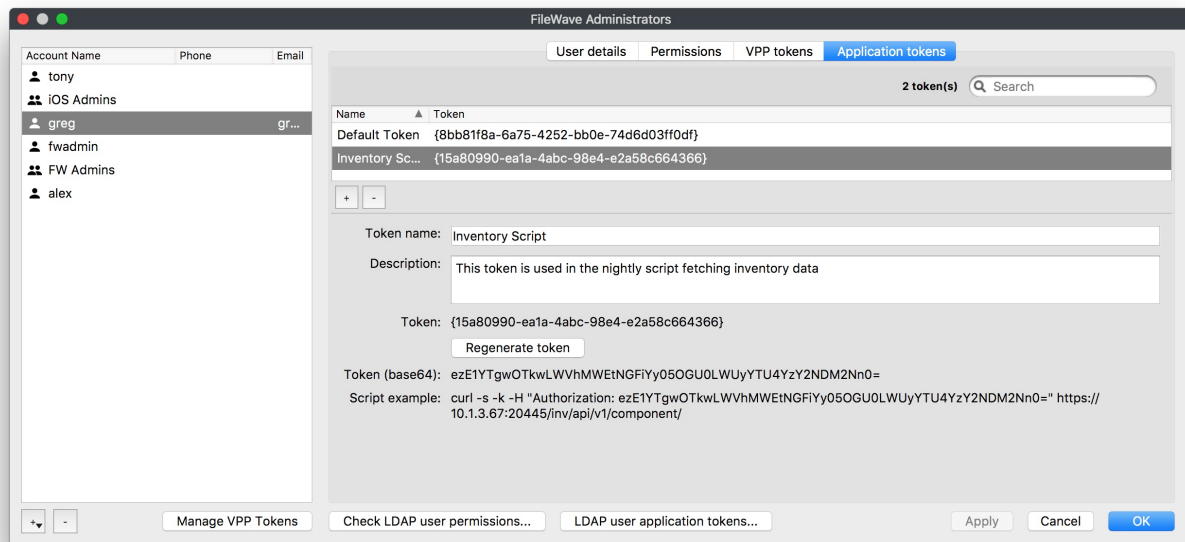 FileWave Administrators
Account Name Phone Email
tony
iOS Admins
greg gr...
fwadmin
FW Admins
alex
User details Permissions VPP tokens Application tokens
2 token(s) Search
Name Token
Default Token {8bb81f8a-6a75-4252-bb0e-74d6d03ff0df}
Inventory Sc... {15a80990-ea1a-4abc-98e4-e2a58c664366}
+ -
Token name: Inventory Script
Description: This token is used in the nightly script fetching inventory data
Token: {15a80990-ea1a-4abc-98e4-e2a58c664366}
Regenerate token
Token (base64): ezE1YTgwOTkwLWVhMWEtNGFiYy05OGU0LWUyYTU4YzY2NDM2Nn0=
Script example: curl -s -k -H "Authorization: ezE1YTgwOTkwLWVhMWEtNGFiYy05OGU0LWUyYTU4YzY2NDM2Nn0=" https://
10.1.3.67:20445/inv/api/v1/component/
+ - Manage VPP Tokens Check LDAP user permissions... LDAP user application tokens... Apply Cancel OK